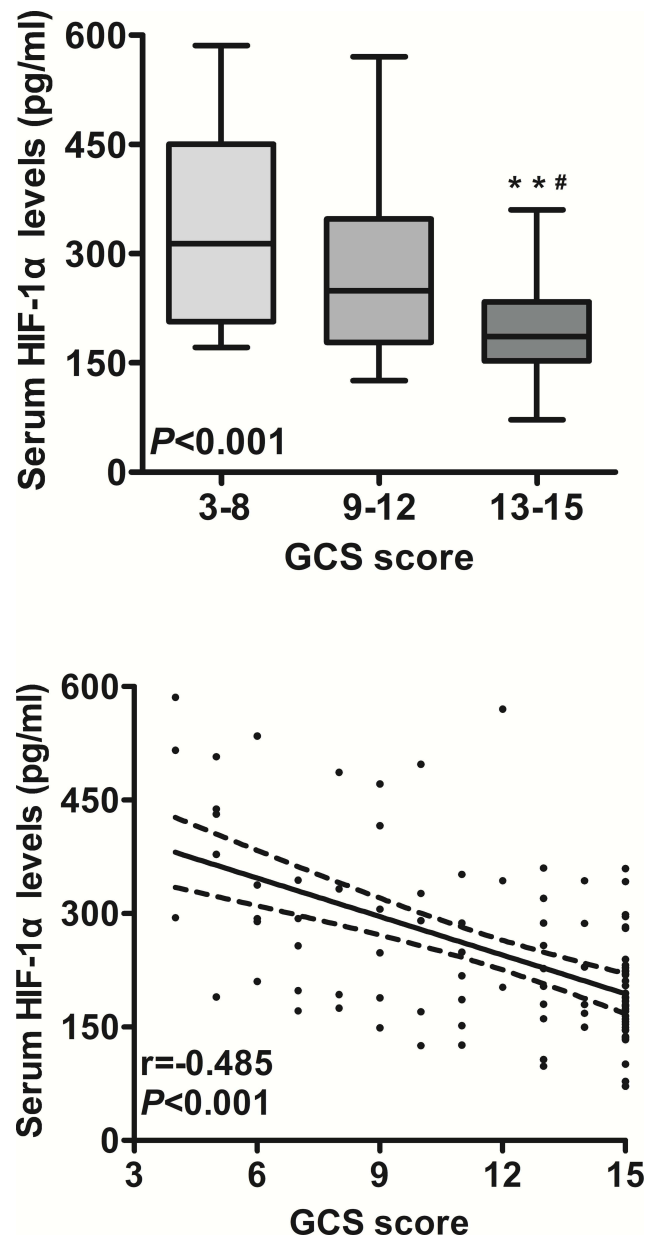 Serum HIF-1α levels (pg/ml)
600
450
300
150
0
* * #
P<0.001
3-8
9-12
13-15
GCS score
Serum HIF-1α levels (pg/ml)
600
450
300
150
0
r=-0.485
P<0.001
3
6
9
12
15
GCS score